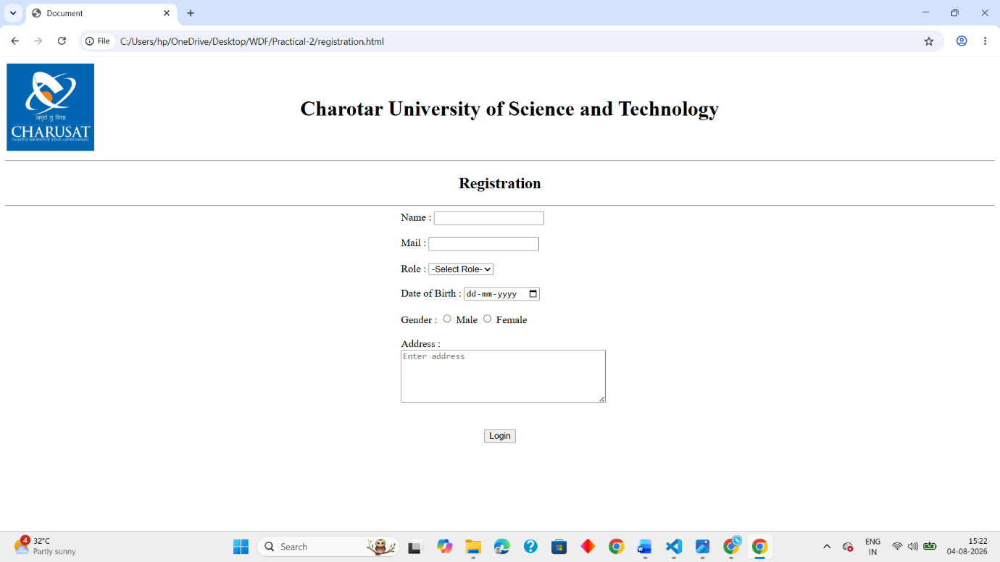 Document
File C:/Users/hp/OneDrive/Desktop/WDF/Practical-2/registration.html
अमृतं तु विद्या
CHARUSAT
CHAROTAR UNIVERSITY OF SCIENCE AND TECHNOLOGY
Charotar University of Science and Technology
Registration
Name :
Mail :
Role : -Select Role-
Date of Birth : dd-mm-yyyy
Gender : Male Female
Address :
Enter address
Login
4
32°C
Partly sunny
Search
ENG
IN
15:22
04-08-2026